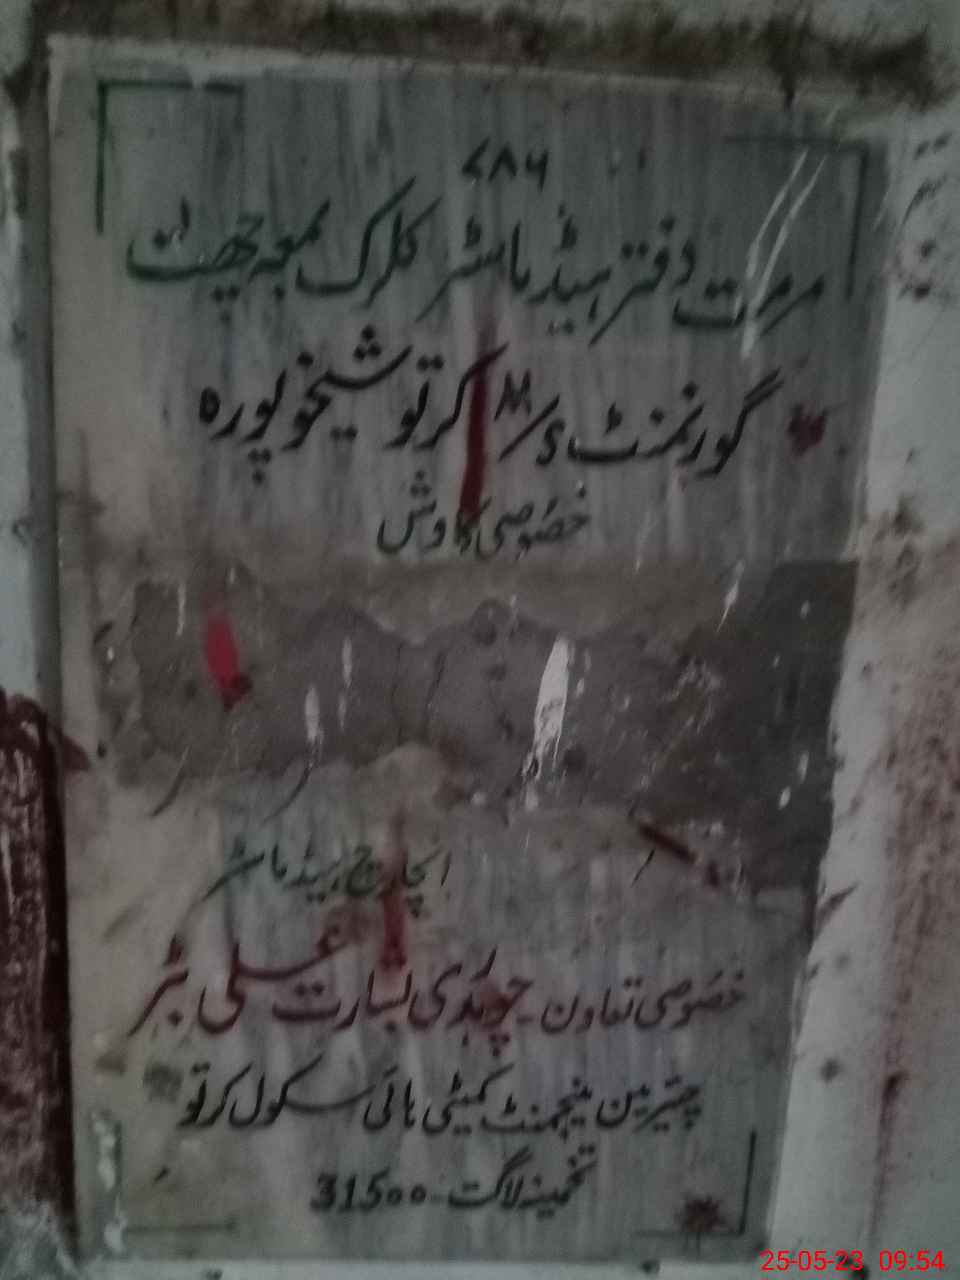 ۷۸۶
مرمت دفتر ہیڈ ماسٹر کلرک بمعہ چھت
گورنمنٹ ہائی M/S کرتو شیخوپورہ
خصوصی کاوش
انچارج ہیڈ ماسٹر
خصوصی تعاون - چوہدری بشارت علی بٹر
چیئرمین مینجمنٹ کمیٹی ہائی سکول کرتو
تخمینہ لاگت - 31500
25-05-23 09:54